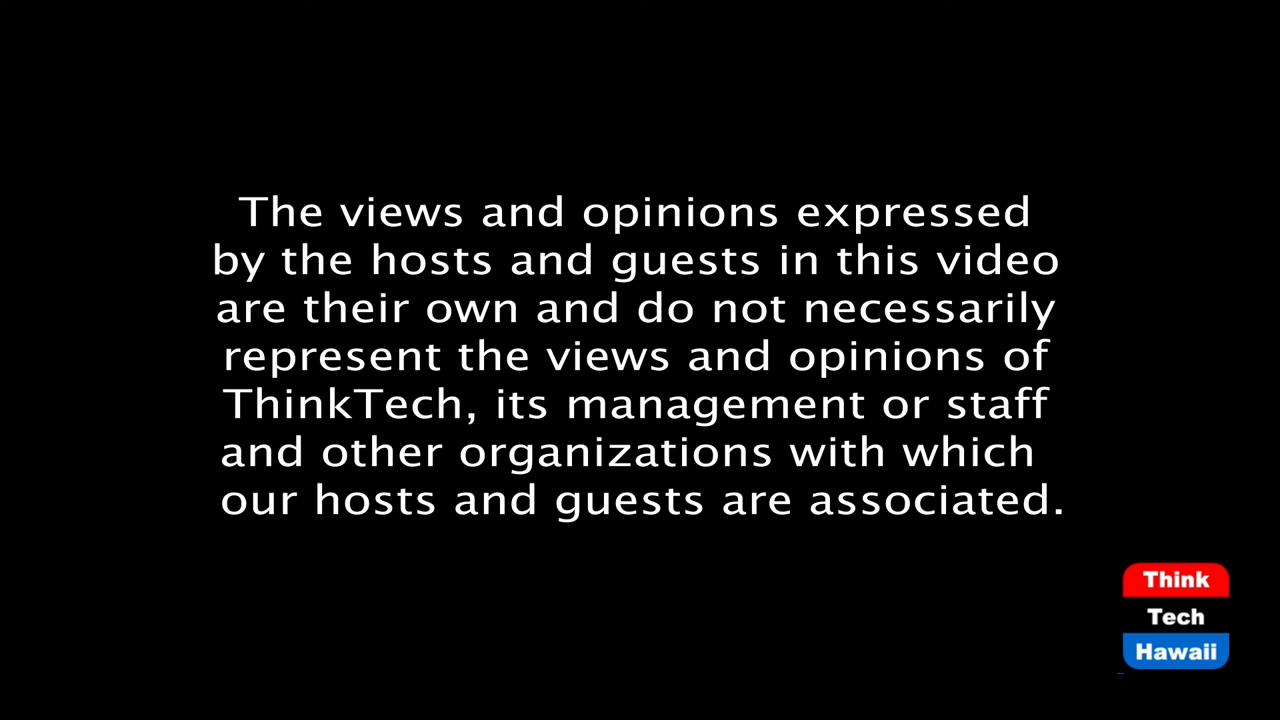 The views and opinions expressed
by the hosts and guests in this video
are their own and do not necessarily
represent the views and opinions of
ThinkTech, its management or staff
and other organizations with which
our hosts and guests are associated.
Think
Tech
Hawaii